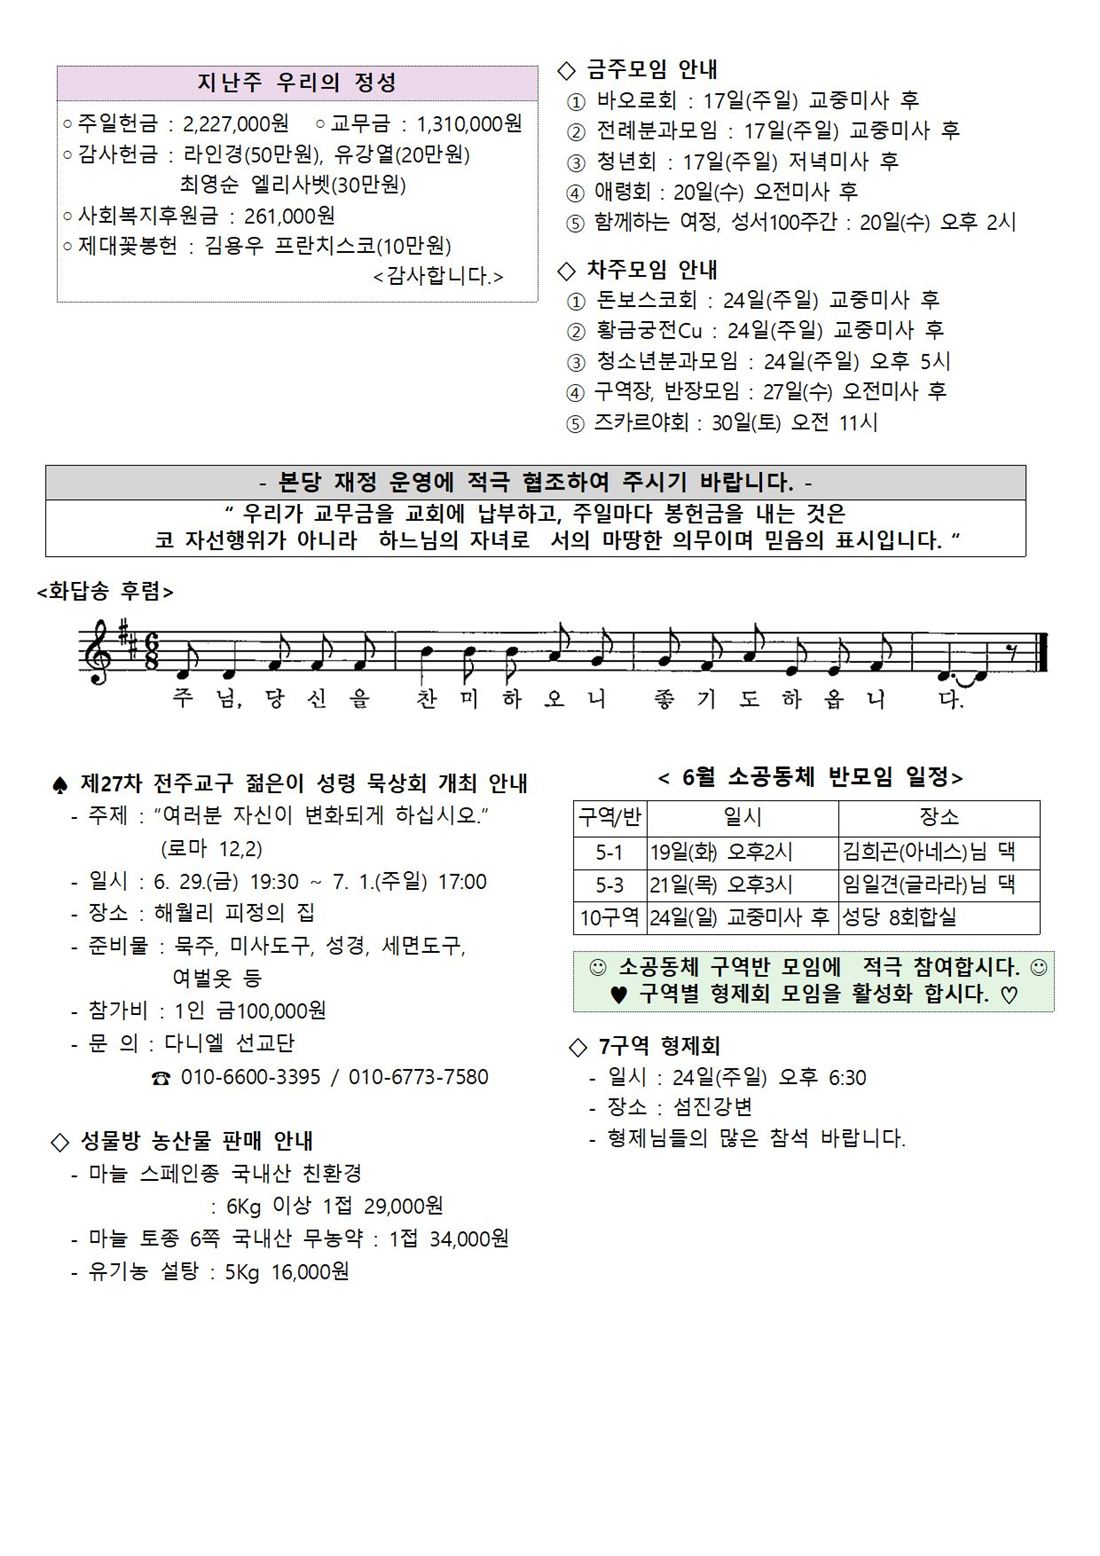 지난주 우리의 정성
○ 주일헌금 : 2,227,000원 ○ 교무금 : 1,310,000원
○ 감사헌금 : 라인경(50만원), 유강열(20만원)
최영순 엘리사벳(30만원)
○ 사회복지후원금 : 261,000원
○ 제대꽃봉헌 : 김용우 프란치스코(10만원)
<감사합니다.>
◇ 금주모임 안내
① 바오로회 : 17일(주일) 교중미사 후
② 전례분과모임 : 17일(주일) 교중미사 후
③ 청년회 : 17일(주일) 저녁미사 후
④ 애령회 : 20일(수) 오전미사 후
⑤ 함께하는 여정, 성서100주간 : 20일(수) 오후 2시
◇ 차주모임 안내
① 돈보스코회 : 24일(주일) 교중미사 후
② 황금궁전Cu : 24일(주일) 교중미사 후
③ 청소년분과모임 : 24일(주일) 오후 5시
④ 구역장, 반장모임 : 27일(수) 오전미사 후
⑤ 즈카르야회 : 30일(토) 오전 11시
- 본당 재정 운영에 적극 협조하여 주시기 바랍니다. -
“ 우리가 교무금을 교회에 납부하고, 주일마다 봉헌금을 내는 것은
코 자선행위가 아니라 하느님의 자녀로 서의 마땅한 의무이며 믿음의 표시입니다. “
<화답송 후렴>
6
8
주 님, 당 신 을 찬 미 하 오 니 좋 기 도 하 옵 니 다.
♠ 제27차 전주교구 젊은이 성령 묵상회 개최 안내
- 주제 : “여러분 자신이 변화되게 하십시오.”
(로마 12,2)
- 일시 : 6. 29.(금) 19:30 ~ 7. 1.(주일) 17:00
- 장소 : 해월리 피정의 집
- 준비물 : 묵주, 미사도구, 성경, 세면도구,
여벌옷 등
- 참가비 : 1인 금100,000원
- 문 의 : 다니엘 선교단
☎ 010-6600-3395 / 010-6773-7580
◇ 성물방 농산물 판매 안내
- 마늘 스페인종 국내산 친환경
: 6Kg 이상 1접 29,000원
- 마늘 토종 6쪽 국내산 무농약 : 1접 34,000원
- 유기농 설탕 : 5Kg 16,000원
< 6월 소공동체 반모임 일정>
구역/반 일시 장소
5-1 19일(화) 오후2시 김희곤(아네스)님 댁
5-3 21일(목) 오후3시 임일견(글라라)님 댁
10구역 24일(일) 교중미사 후 성당 8회합실
☺ 소공동체 구역반 모임에 적극 참여합시다. ☺
♥ 구역별 형제회 모임을 활성화 합시다. ♡
◇ 7구역 형제회
- 일시 : 24일(주일) 오후 6:30
- 장소 : 섬진강변
- 형제님들의 많은 참석 바랍니다.